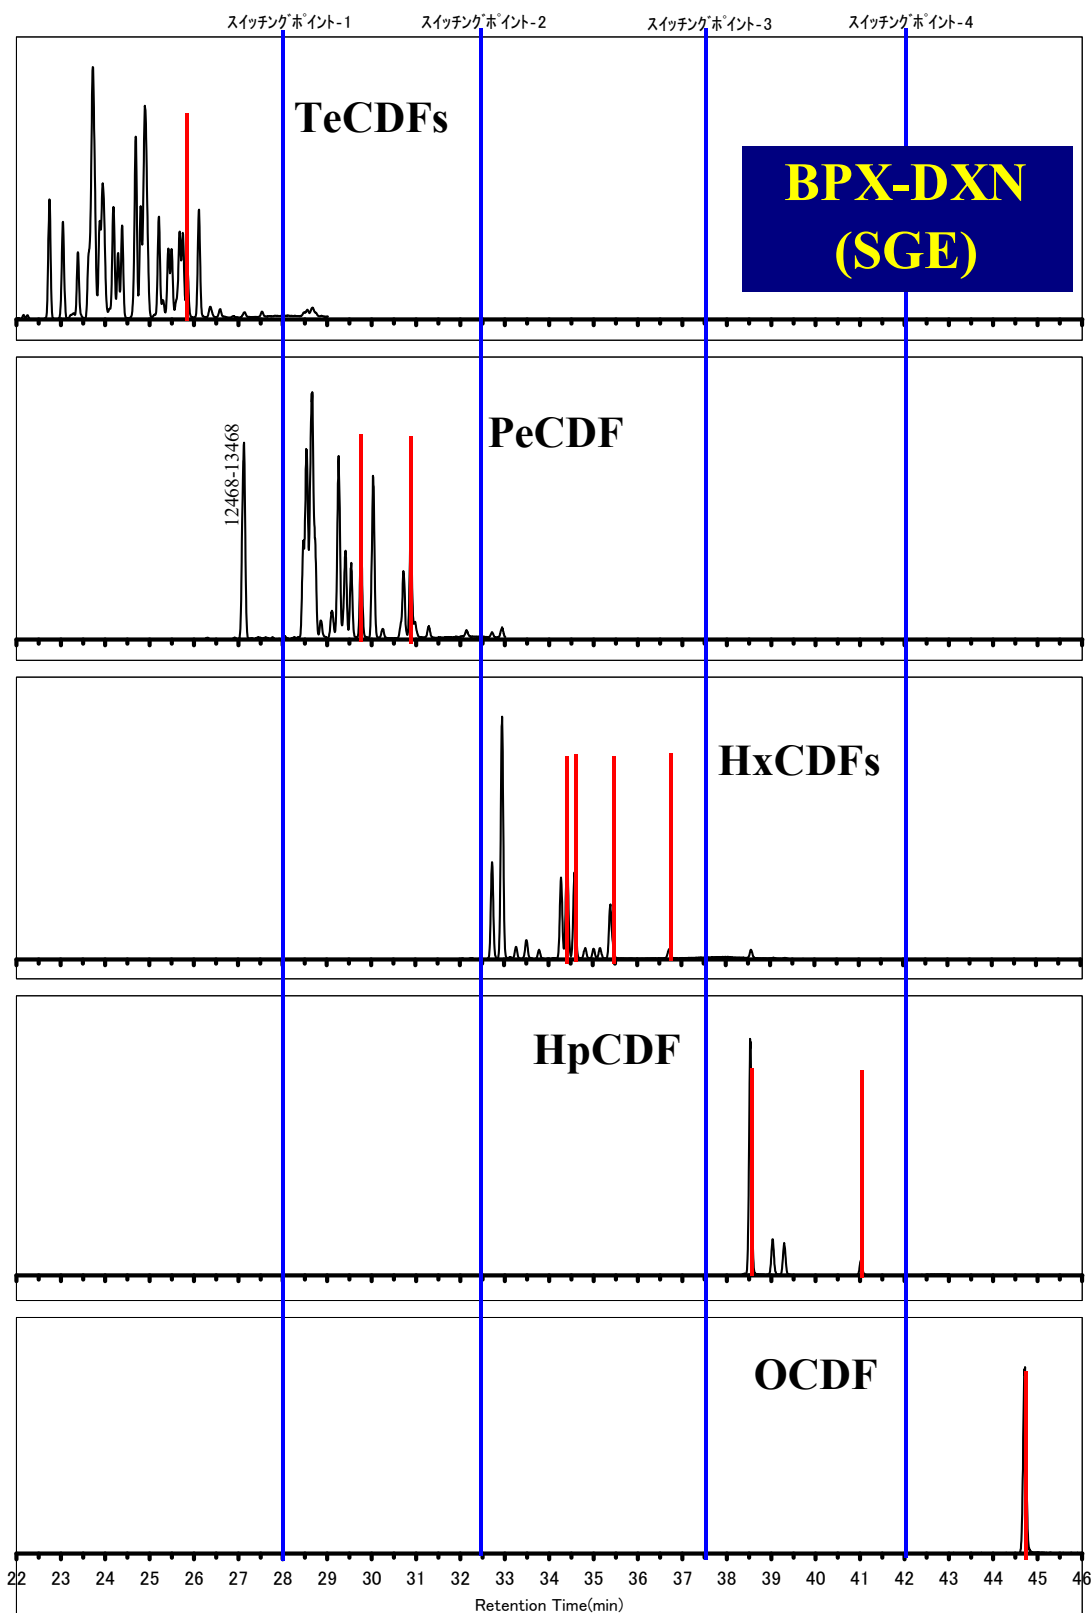 スイッチングポイント-1 スイッチングポイント-2 スイッチングポイント-3 スイッチングポイント-4
TeCDFs
BPX-DXN
(SGE)
12468-13468
PeCDF
HxCDFs
HpCDF
OCDF
22 23 24 25 26 27 28 29 30 31 32 33 34 35 36 37 38 39 40 41 42 43 44 45 46
Retention Time(min)